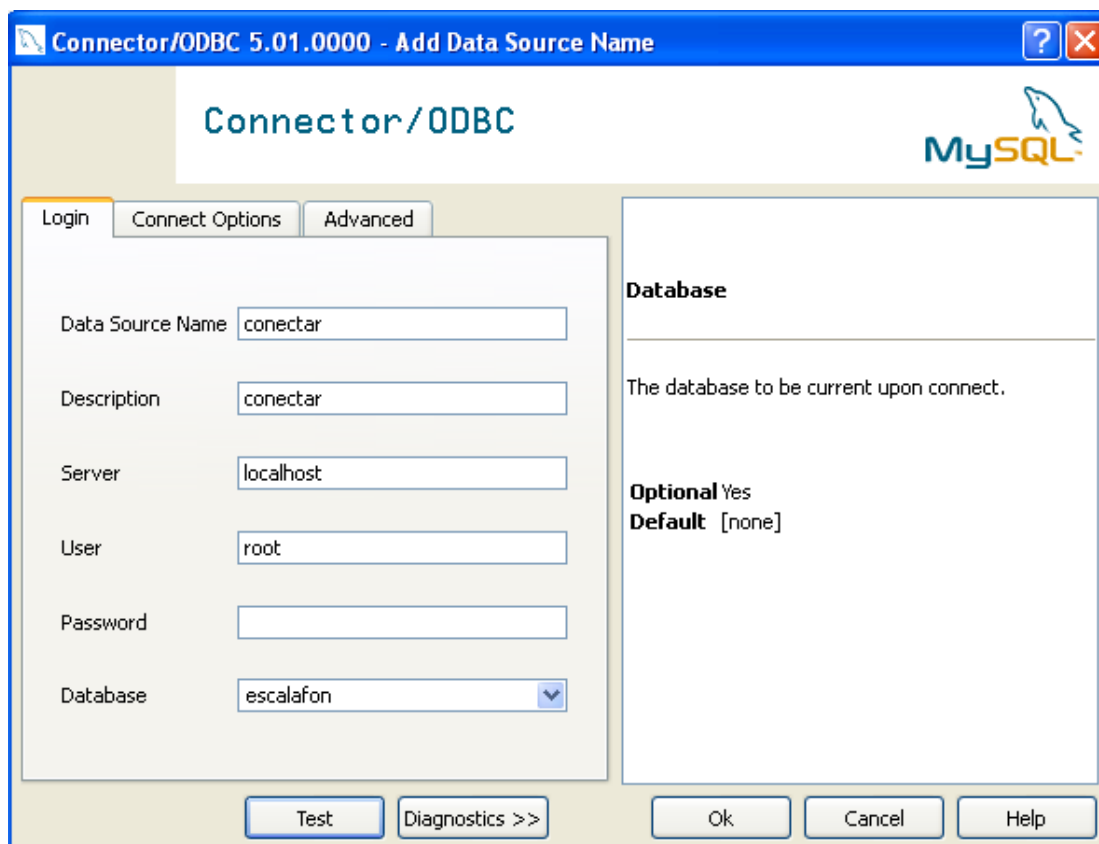 Connector/ODBC 5.01.0000 - Add Data Source Name
Connector/ODBC
MySQL
Login Connect Options Advanced
Data Source Name conectar
Description conectar
Server localhost
User root
Password
Database escalafon
Database
The database to be current upon connect.
Optional Yes
Default [none]
Test Diagnostics >> Ok Cancel Help